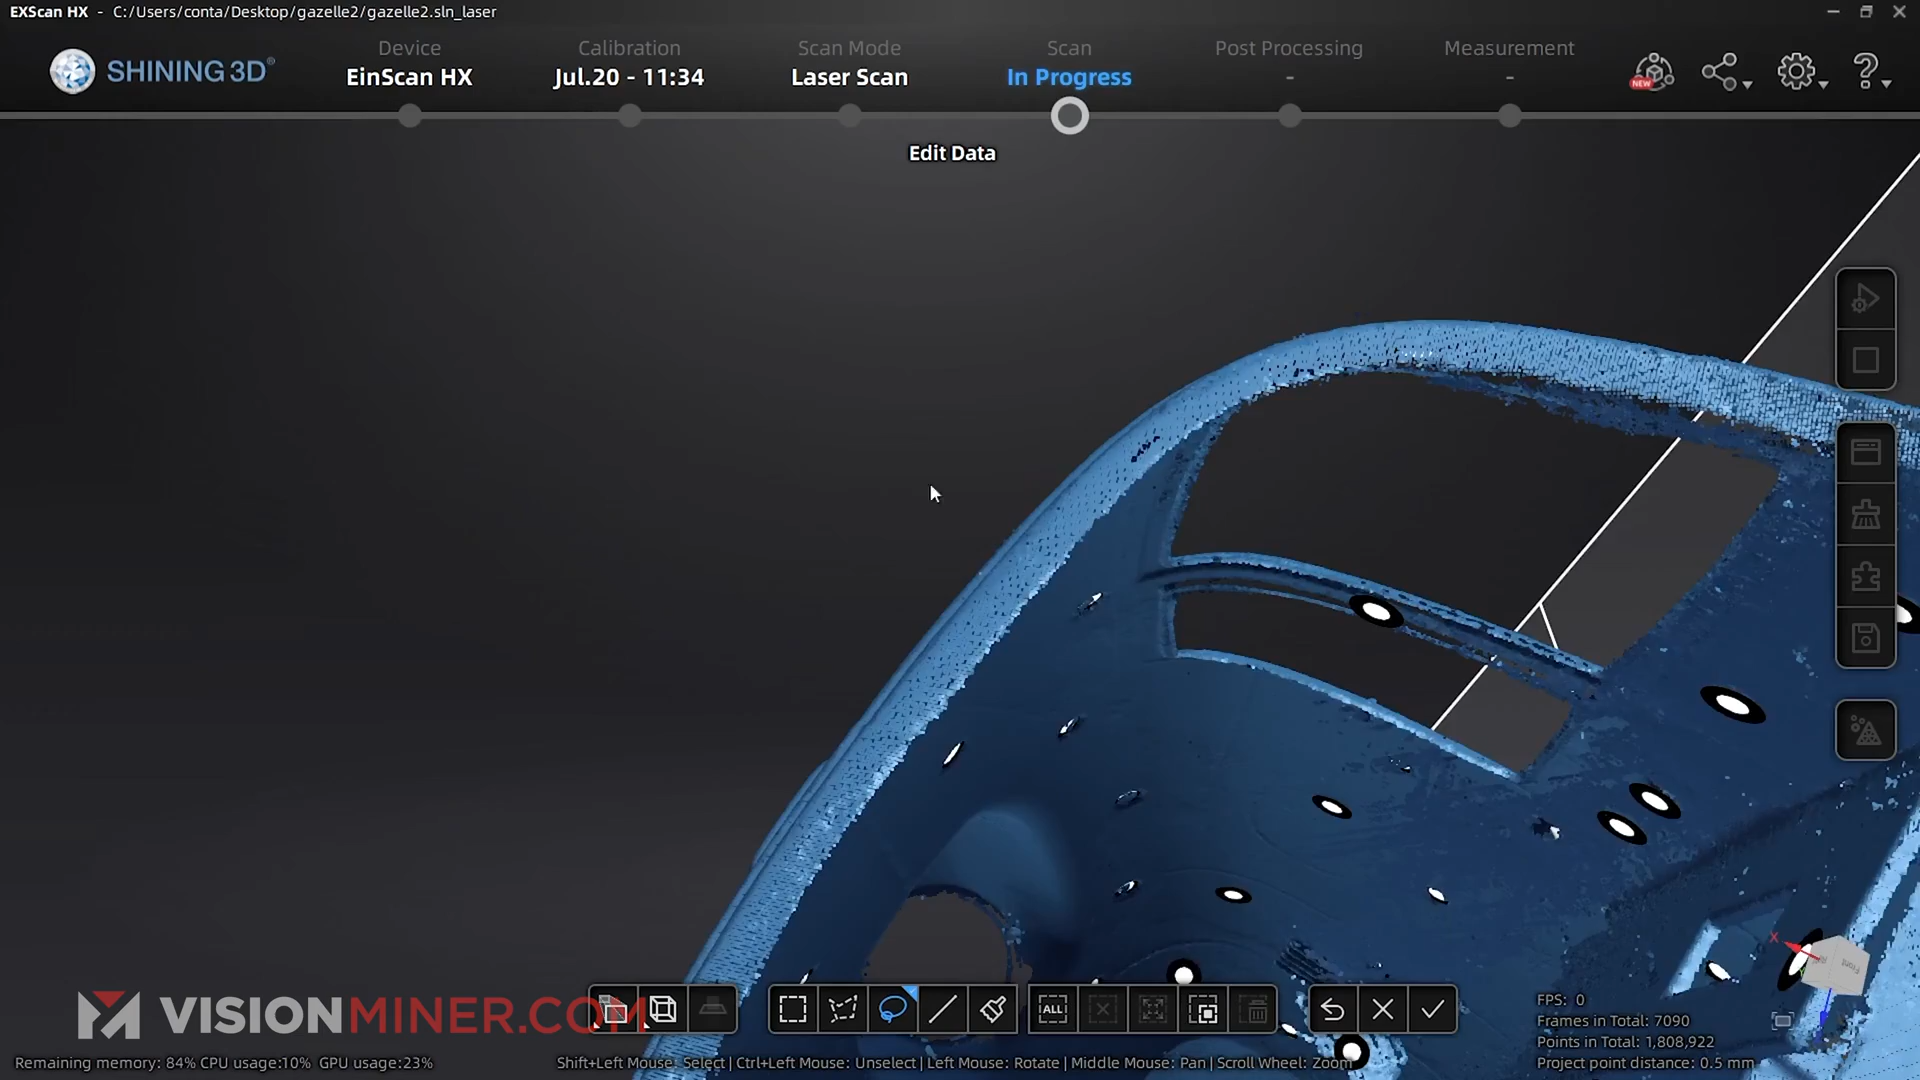 EXScan HX - C:/Users/conta/Desktop/gazelle2/gazelle2.sln_laser
SHINING 3D®
Device
EinScan HX
Calibration
Jul.20 - 11:34
Scan Mode
Laser Scan
Scan
In Progress
Post Processing
-
Measurement
-
NEW
Edit Data
X
ALL
VISIONMINER.COM
FPS: 0
Frames in Total: 7090
Points in Total: 1,808,922
Project point distance: 0.5 mm
Remaining memory: 84% CPU usage:10% GPU usage:23%
Shift+Left Mouse: Select | Ctrl+Left Mouse: Unselect | Left Mouse: Rotate | Middle Mouse: Pan | Scroll Wheel: Zoom